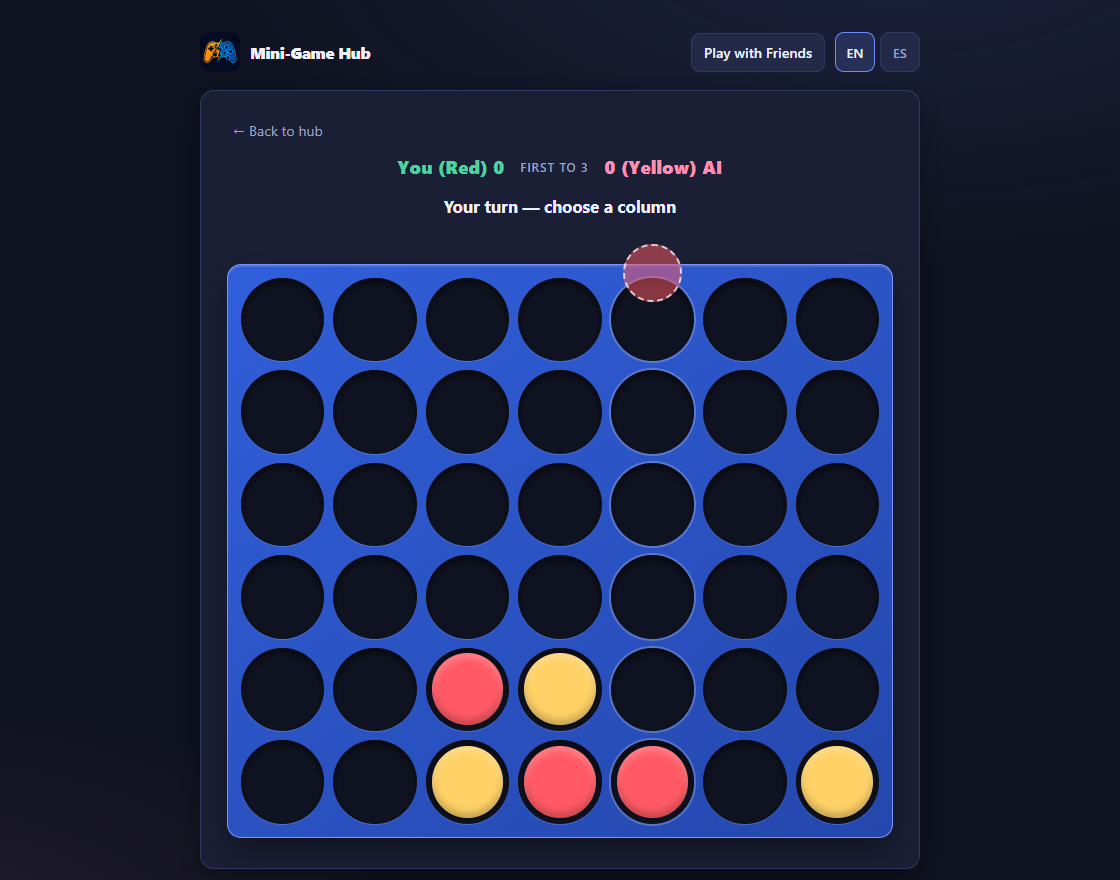 Mini-Game Hub
Play with Friends
EN
ES
← Back to hub
You (Red) 0 FIRST TO 3 0 (Yellow) AI
Your turn — choose a column